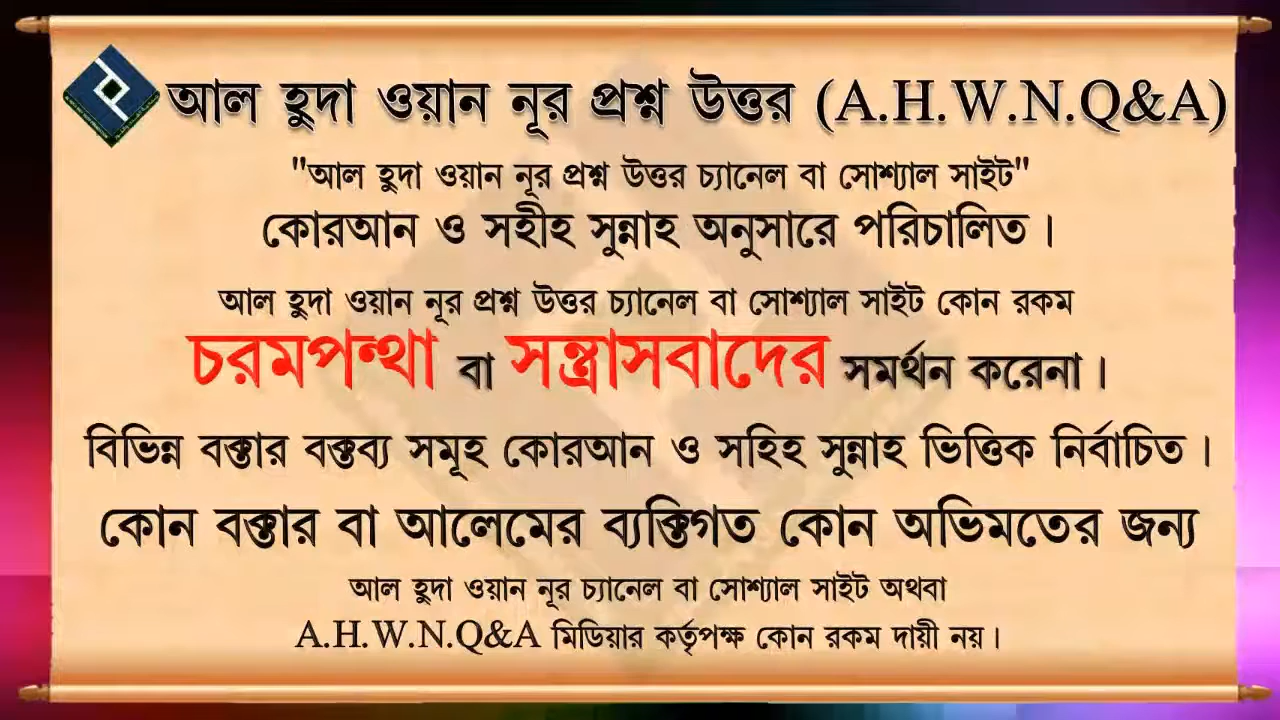 আল হুদা ওয়ান নূর প্রশ্ন উত্তর (A.H.W.N.Q&A)
"আল হুদা ওয়ান নূর প্রশ্ন উত্তর চ্যানেল বা সোশ্যাল সাইট"
কোরআন ও সহীহ সুন্নাহ অনুসারে পরিচালিত।
আল হুদা ওয়ান নূর প্রশ্ন উত্তর চ্যানেল বা সোশ্যাল সাইট কোন রকম
চরমপন্থা বা সন্ত্রাসবাদের সমর্থন করেনা।
বিভিন্ন বক্তার বক্তব্য সমূহ কোরআন ও সহিহ সুন্নাহ ভিত্তিক নির্বাচিত।
কোন বক্তার বা আলেমের ব্যক্তিগত কোন অভিমতের জন্য
আল হুদা ওয়ান নূর চ্যানেল বা সোশ্যাল সাইট অথবা
A.H.W.N.Q&A মিডিয়ার কর্তৃপক্ষ কোন রকম দায়ী নয়।